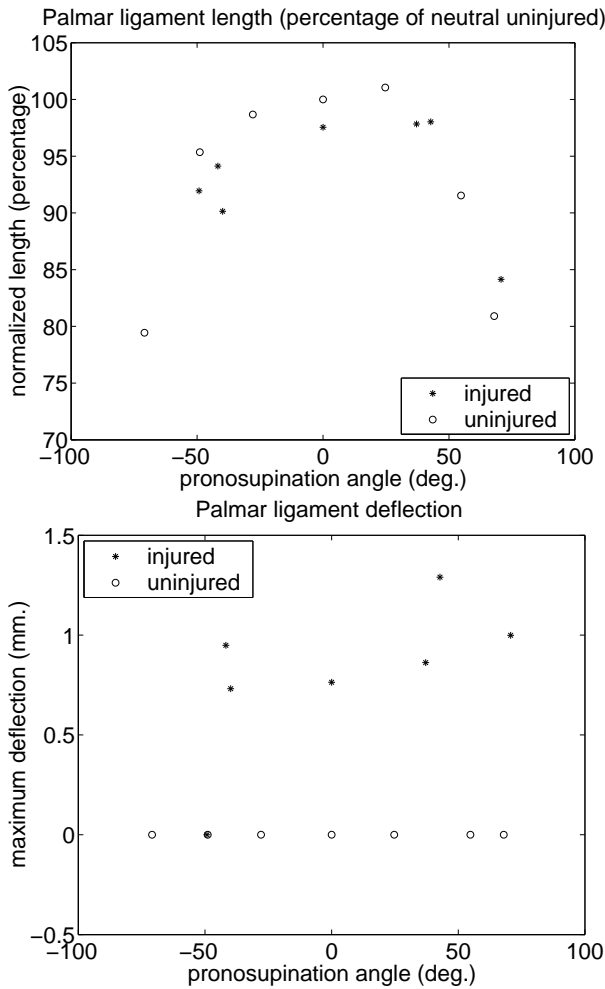 Palmar ligament length (percentage of neutral uninjured)
105
100
95
90
85
80
75
70
normalized length (percentage)
injured
uninjured
−100
−50
0
50
100
pronosupination angle (deg.)
Palmar ligament deflection
1.5
1
0.5
0
−0.5
maximum deflection (mm.)
injured
uninjured
−100
−50
0
50
100
pronosupination angle (deg.)